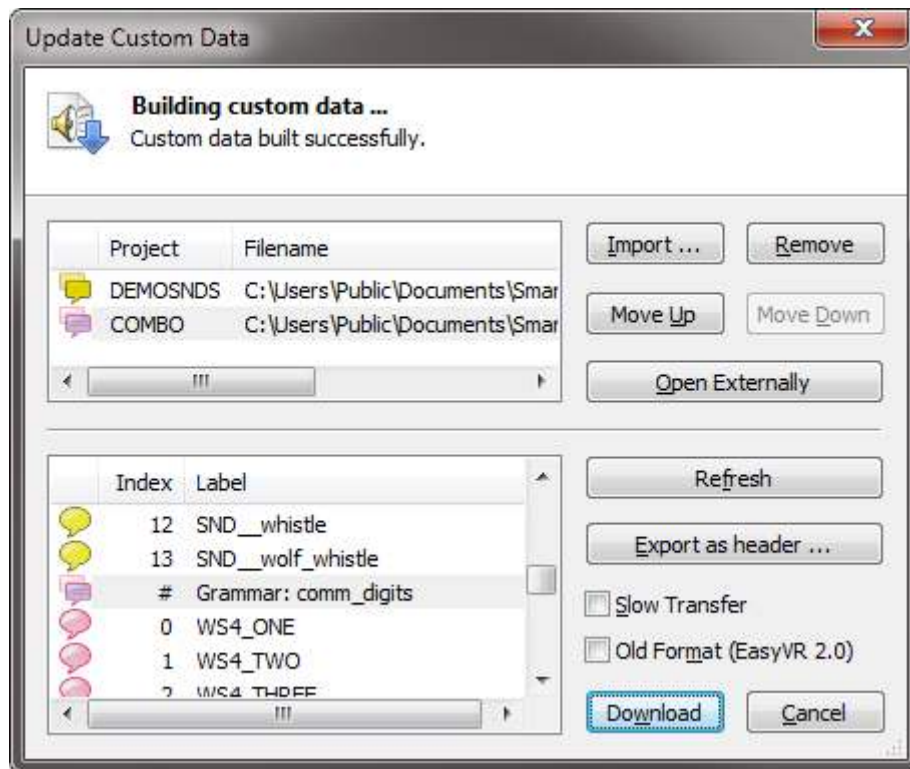 Update Custom Data
Building custom data ...
Custom data built successfully.
Project Filename
DEMOSNDS C:\Users\Public\Documents\Smar
COMBO C:\Users\Public\Documents\Smar
Import ... Remove
Move Up Move Down
Open Externally
Index Label
12 SND__whistle
13 SND__wolf_whistle
# Grammar: comm_digits
0 WS4_ONE
1 WS4_TWO
2 WS4_THREE
Refresh
Export as header ...
Slow Transfer
Old Format (EasyVR 2.0)
Download Cancel